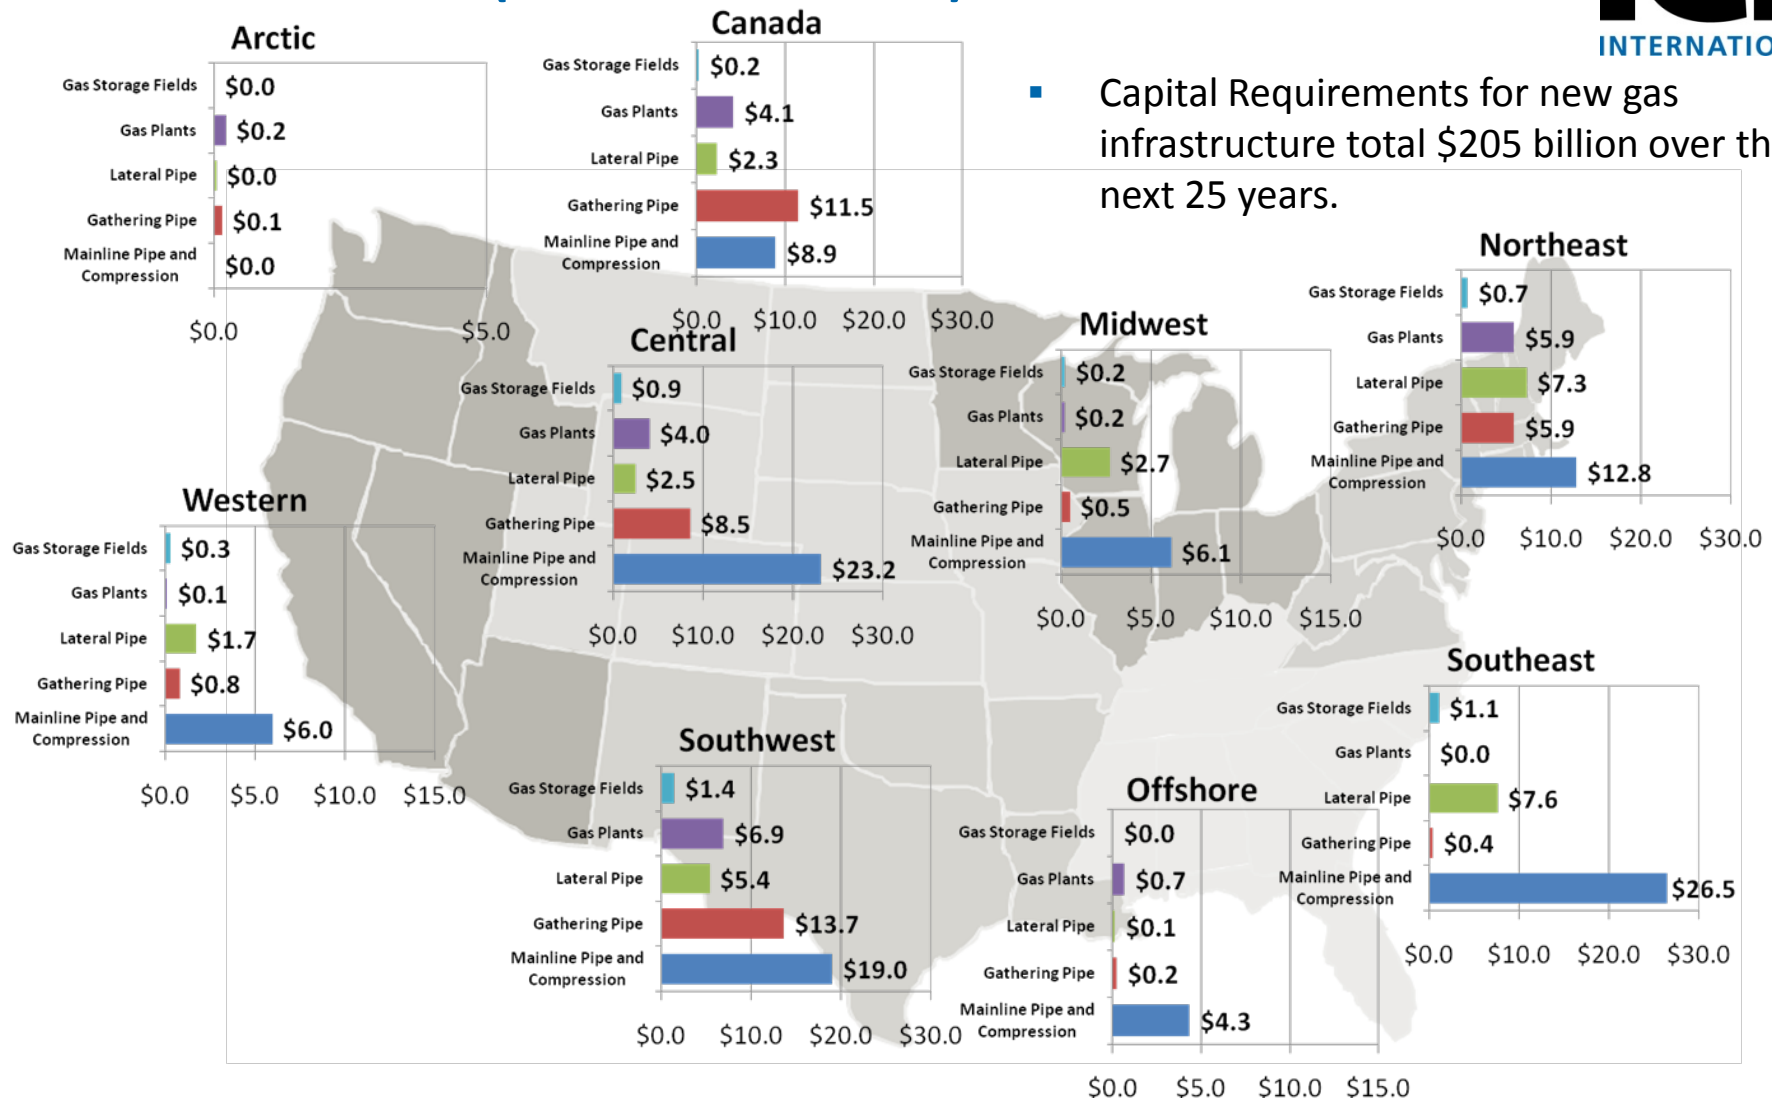 INTERNATIO
▪ Capital Requirements for new gas
infrastructure total $205 billion over th
next 25 years.
Arctic
Gas Storage Fields $0.0
Gas Plants $0.2
Lateral Pipe $0.0
Gathering Pipe $0.1
Mainline Pipe and
Compression $0.0
$0.0 $5.0
Canada
Gas Storage Fields $0.2
Gas Plants $4.1
Lateral Pipe $2.3
Gathering Pipe $11.5
Mainline Pipe and
Compression $8.9
$0.0 $10.0 $20.0 $30.0
Central
Gas Storage Fields $0.9
Gas Plants $4.0
Lateral Pipe $2.5
Gathering Pipe $8.5
Mainline Pipe and
Compression $23.2
$0.0 $10.0 $20.0 $30.0
Midwest
Gas Storage Fields $0.2
Gas Plants $0.2
Lateral Pipe $2.7
Gathering Pipe $0.5
Mainline Pipe and
Compression $6.1
$0.0 $5.0 $10.0 $15.0
Northeast
Gas Storage Fields $0.7
Gas Plants $5.9
Lateral Pipe $7.3
Gathering Pipe $5.9
Mainline Pipe and
Compression $12.8
$0.0 $10.0 $20.0 $30.0
Western
Gas Storage Fields $0.3
Gas Plants $0.1
Lateral Pipe $1.7
Gathering Pipe $0.8
Mainline Pipe and
Compression $6.0
$0.0 $5.0 $10.0 $15.0
Southwest
Gas Storage Fields $1.4
Gas Plants $6.9
Lateral Pipe $5.4
Gathering Pipe $13.7
Mainline Pipe and
Compression $19.0
$0.0 $10.0 $20.0 $30.0
Offshore
Gas Storage Fields $0.0
Gas Plants $0.7
Lateral Pipe $0.1
Gathering Pipe $0.2
Mainline Pipe and
Compression $4.3
$0.0 $5.0 $10.0 $15.0
Southeast
Gas Storage Fields $1.1
Gas Plants $0.0
Lateral Pipe $7.6
Gathering Pipe $0.4
Mainline Pipe and
Compression $26.5
$0.0 $10.0 $20.0 $30.0